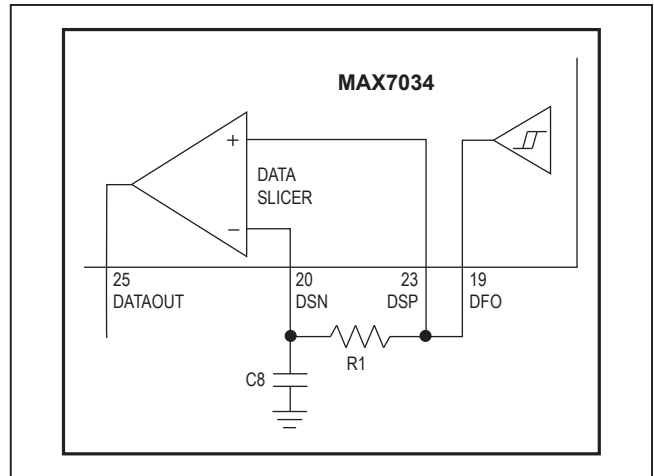 MAX7034
+
DATA
SLICER
−
25
DATAOUT
20
DSN
23
DSP
19
DFO
R1
C8